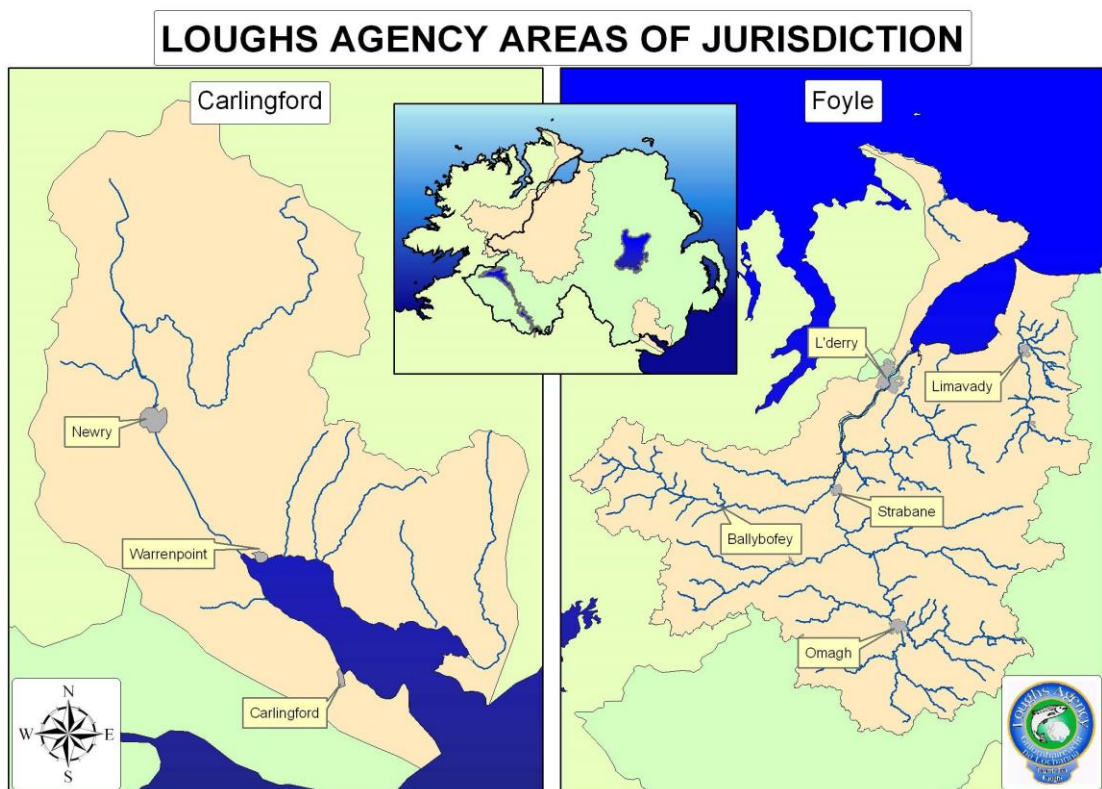 LOUGHS AGENCY AREAS OF JURISDICTION
Carlingford
Foyle
L'derry
Limavady
Newry
Strabane
Ballybofey
Warrenpoint
Omagh
Carlingford
N
W E
S
Loughs Agency